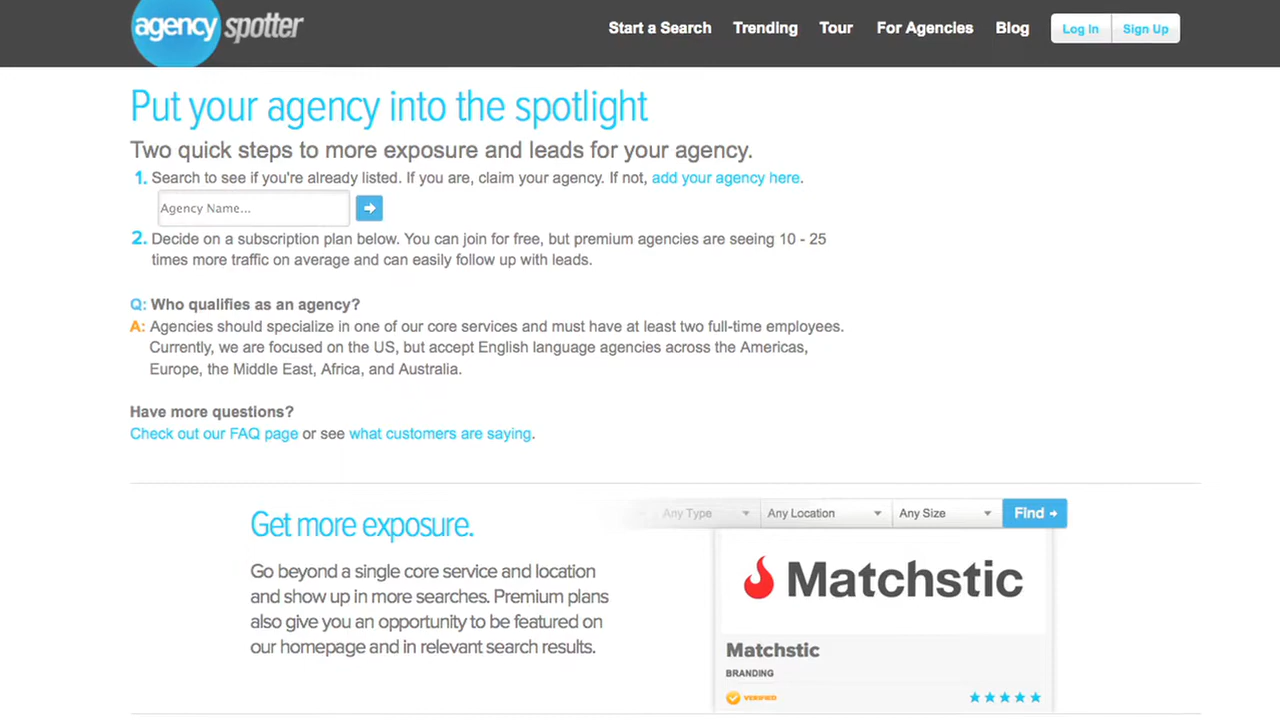 agency spotter
Start a Search Trending Tour For Agencies Blog Log In Sign Up
Put your agency into the spotlight
Two quick steps to more exposure and leads for your agency.
1. Search to see if you're already listed. If you are, claim your agency. If not, add your agency here.
Agency Name...
2. Decide on a subscription plan below. You can join for free, but premium agencies are seeing 10 - 25
times more traffic on average and can easily follow up with leads.
Q: Who qualifies as an agency?
A: Agencies should specialize in one of our core services and must have at least two full-time employees.
Currently, we are focused on the US, but accept English language agencies across the Americas,
Europe, the Middle East, Africa, and Australia.
Have more questions?
Check out our FAQ page or see what customers are saying.
Any Type Any Location Any Size Find
Get more exposure.
Go beyond a single core service and location
and show up in more searches. Premium plans
also give you an opportunity to be featured on
our homepage and in relevant search results.
Matchstic
Matchstic
BRANDING
VERIFIED